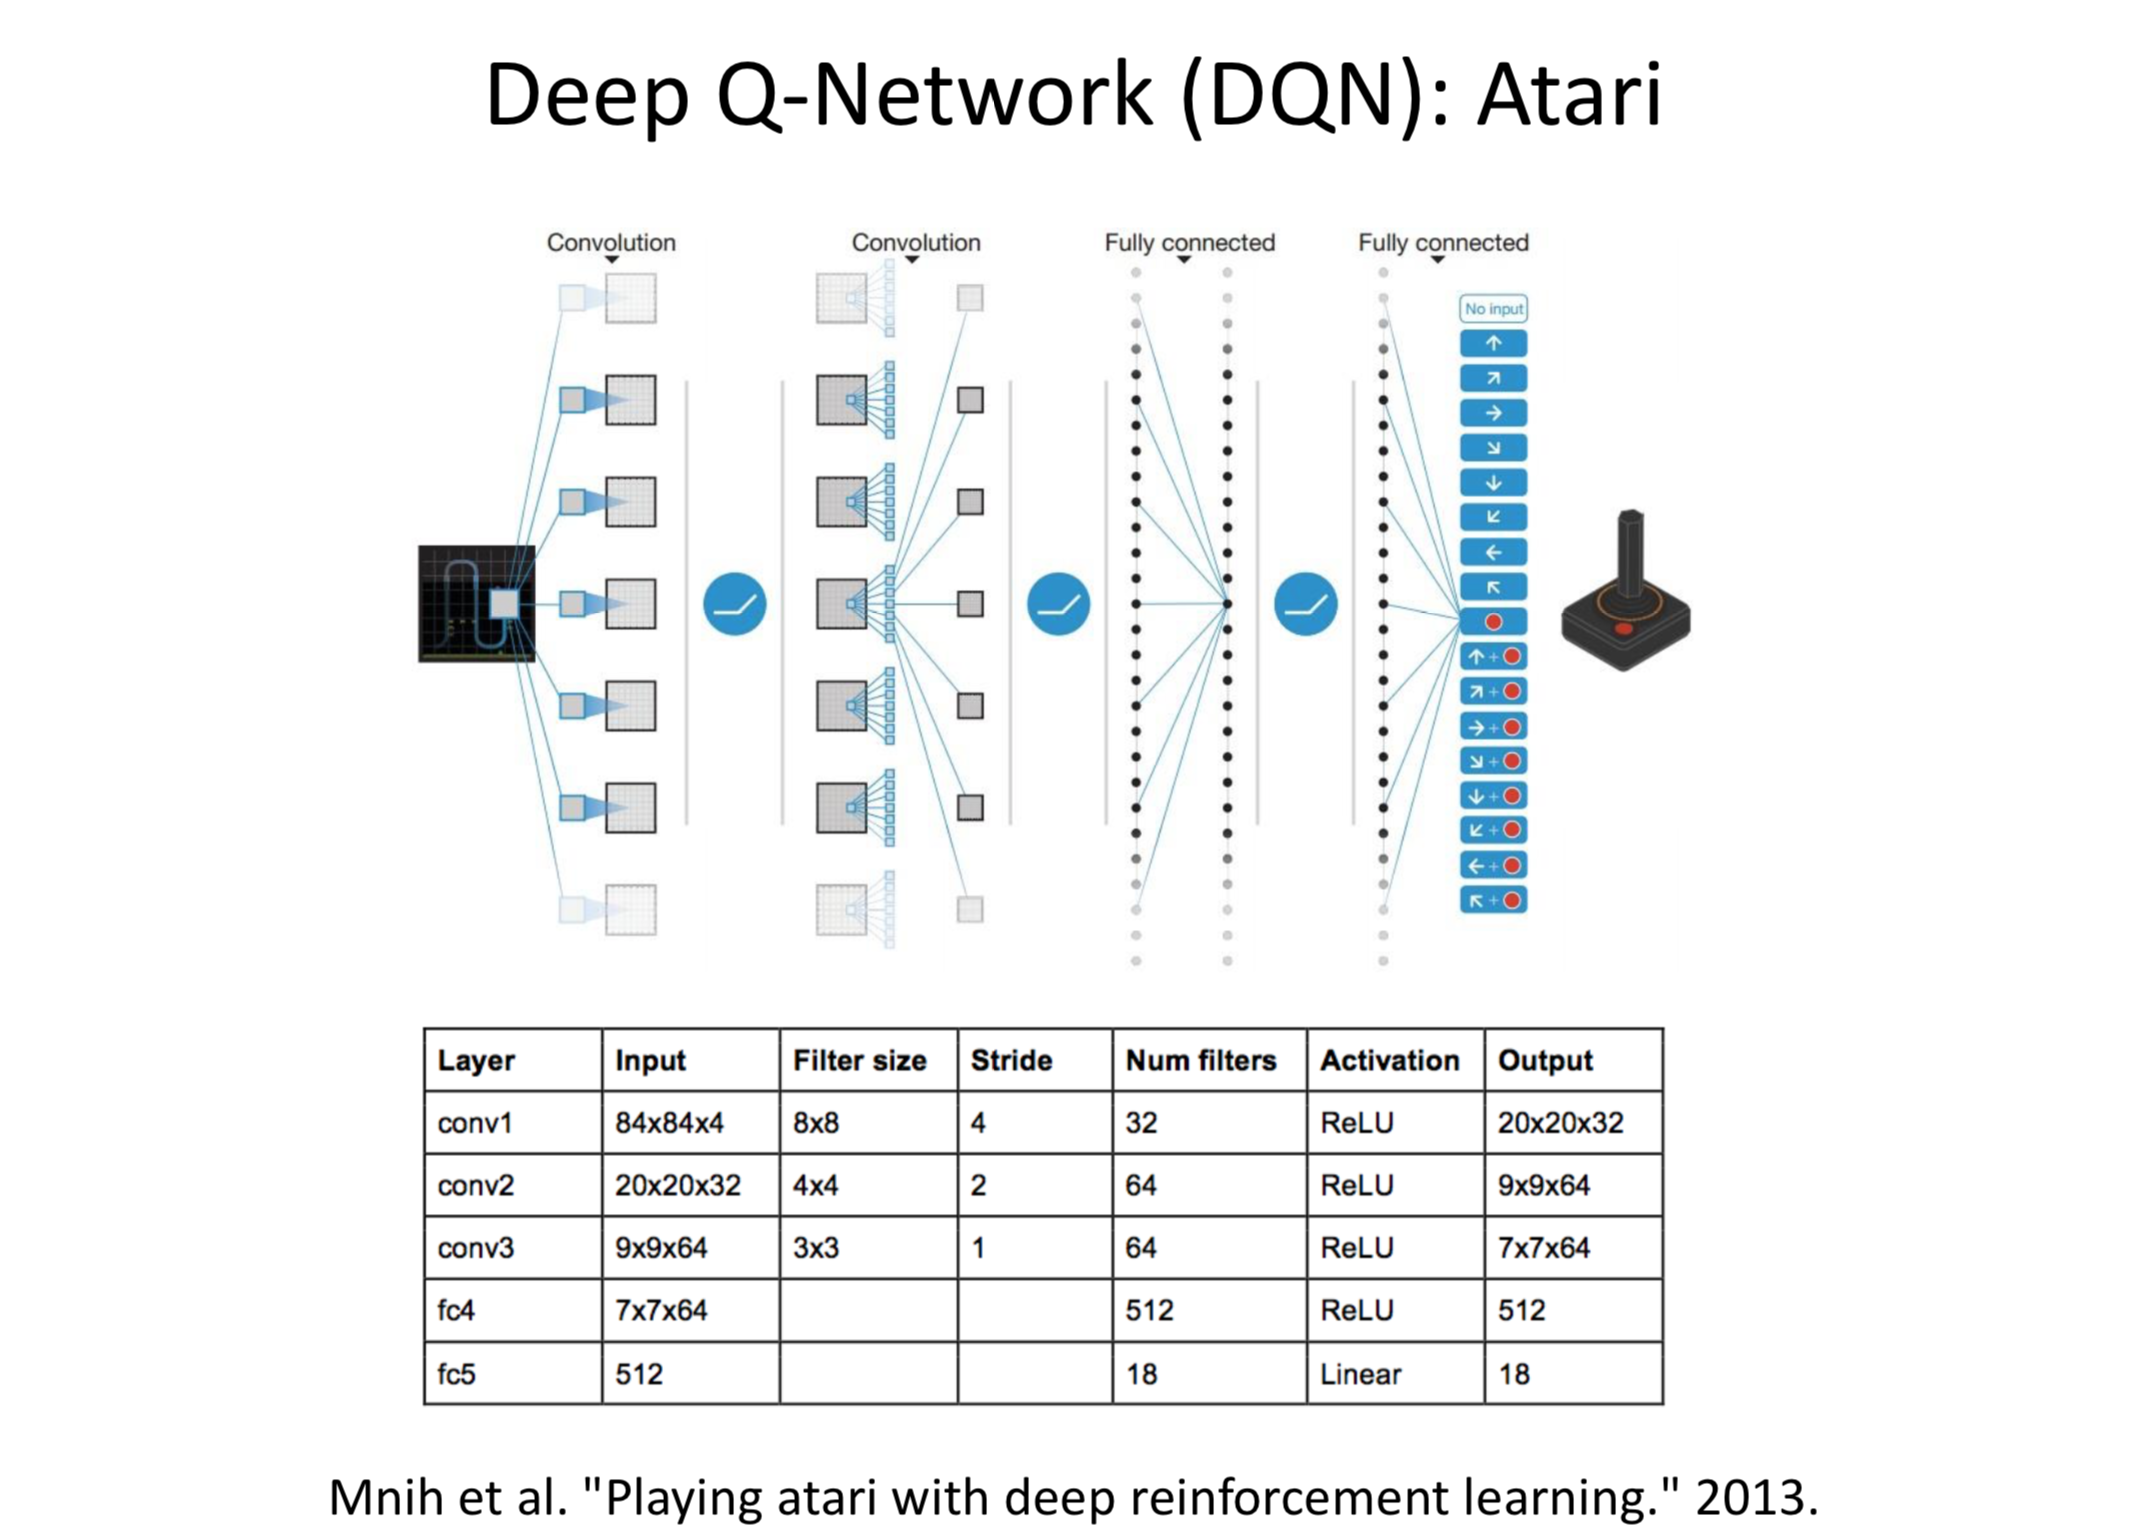 Deep Q-Network (DQN): Atari
Convolution Convolution Fully connected Fully connected
No input
Layer Input Filter size Stride Num filters Activation Output
conv1 84x84x4 8x8 4 32 ReLU 20x20x32
conv2 20x20x32 4x4 2 64 ReLU 9x9x64
conv3 9x9x64 3x3 1 64 ReLU 7x7x64
fc4 7x7x64 512 ReLU 512
fc5 512 18 Linear 18
Mnih et al. "Playing atari with deep reinforcement learning." 2013.